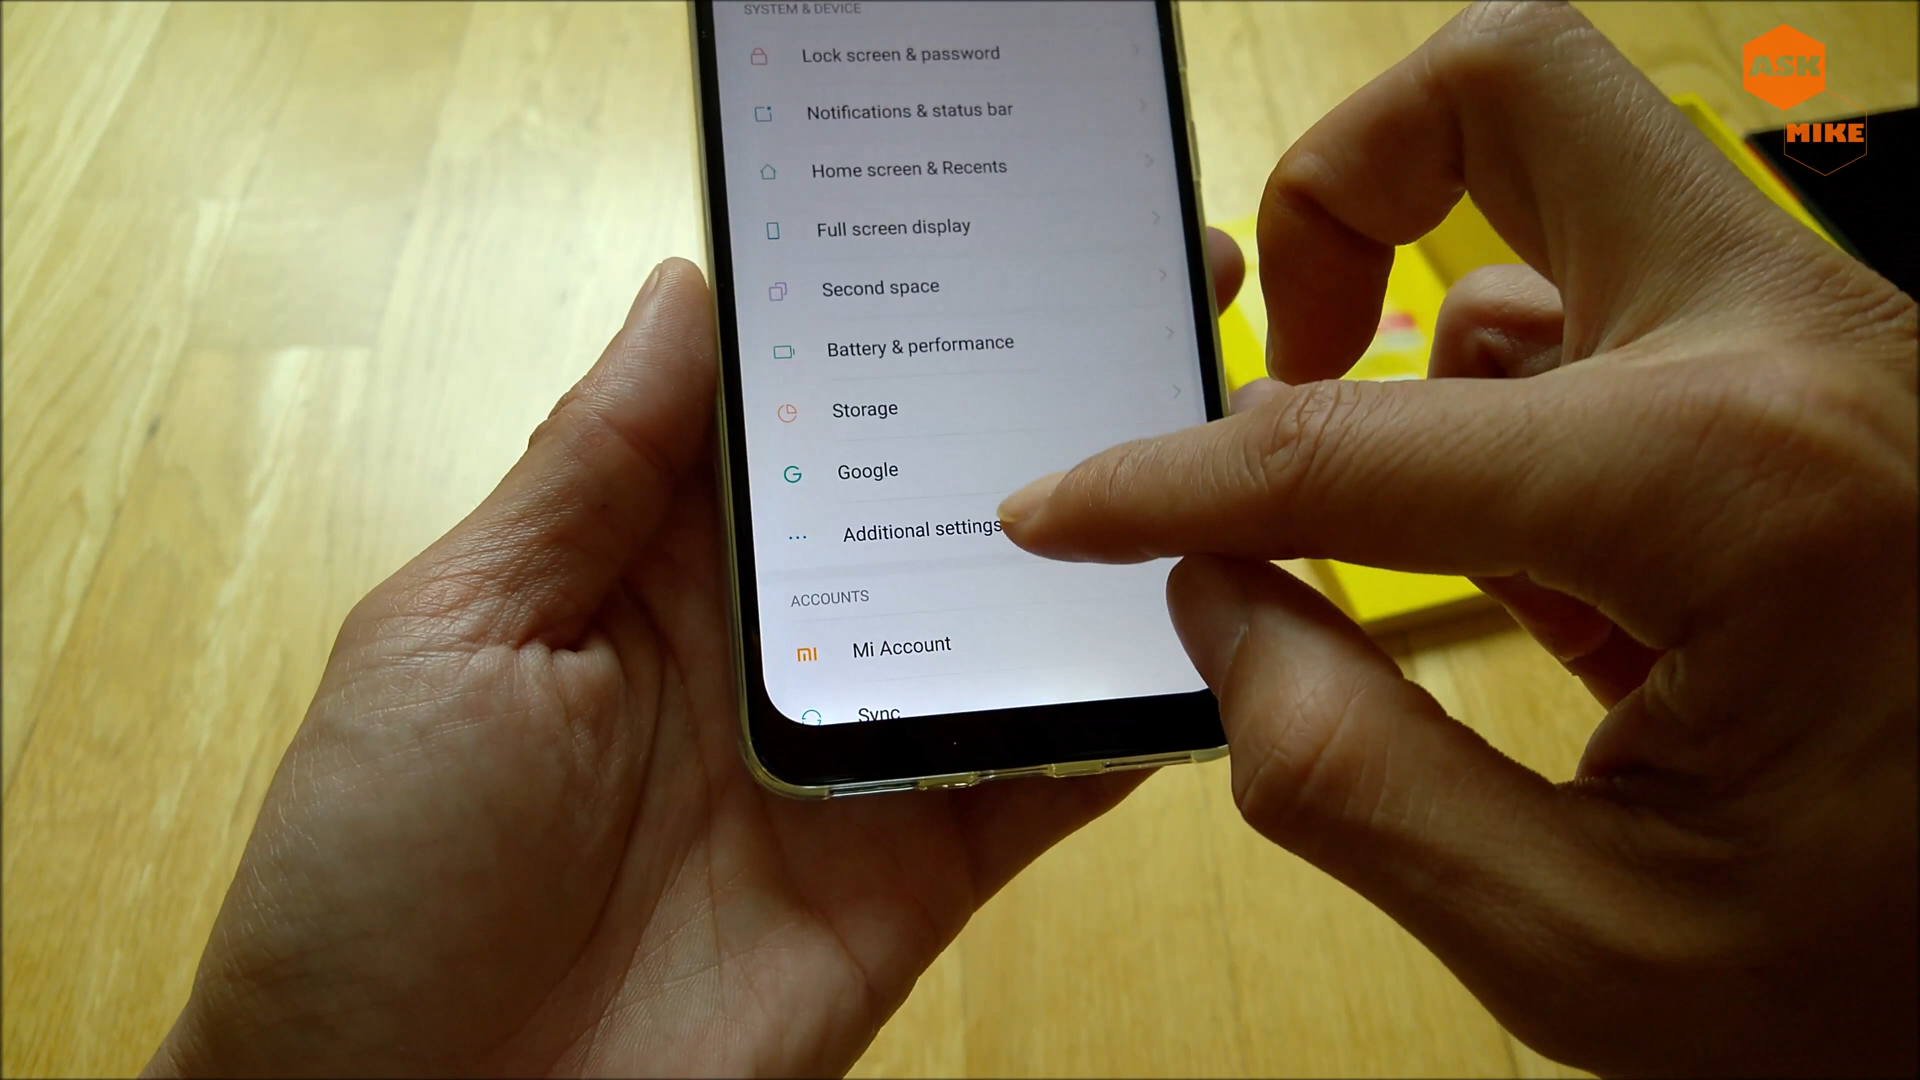 SYSTEM & DEVICE
Lock screen & password
Notifications & status bar
Home screen & Recents
Full screen display
Second space
Battery & performance
Storage
Google
Additional settings
ACCOUNTS
Mi Account
Sync
ASK
MIKE